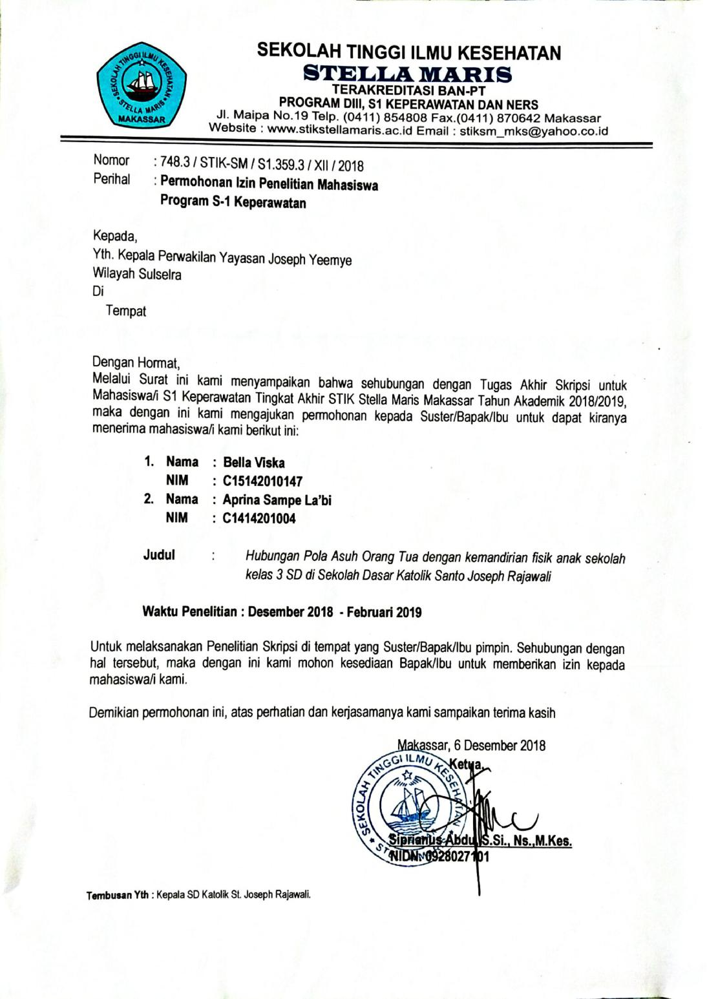 SEKOLAH TINGGI ILMU KESEHATAN
STELLA MARIS
TERAKREDITASI BAN-PT
PROGRAM DIII, S1 KEPERAWATAN DAN NERS
Jl. Maipa No.19 Telp. (0411) 854808 Fax.(0411) 870642 Makassar
Website : www.stikstellamaris.ac.id Email : stiksm_mks@yahoo.co.id
SEKOLAH TINGGI ILMU KESEHATAN
STELLA MARIS
MAKASSAR
Nomor : 748.3 / STIK-SM / S1.359.3 / XII / 2018
Perihal : Permohonan Izin Penelitian Mahasiswa
Program S-1 Keperawatan
Kepada,
Yth. Kepala Perwakilan Yayasan Joseph Yeemye
Wilayah Sulselra
Di
Tempat
Dengan Hormat,
Melalui Surat ini kami menyampaikan bahwa sehubungan dengan Tugas Akhir Skripsi untuk
Mahasiswa/i S1 Keperawatan Tingkat Akhir STIK Stella Maris Makassar Tahun Akademik 2018/2019,
maka dengan ini kami mengajukan permohonan kepada Suster/Bapak/Ibu untuk dapat kiranya
menerima mahasiswa/i kami berikut ini:
1. Nama : Bella Viska
NIM : C15142010147
2. Nama : Aprina Sampe La'bi
NIM : C1414201004
Judul : Hubungan Pola Asuh Orang Tua dengan kemandirian fisik anak sekolah
kelas 3 SD di Sekolah Dasar Katolik Santo Joseph Rajawali
Waktu Penelitian : Desember 2018 - Februari 2019
Untuk melaksanakan Penelitian Skripsi di tempat yang Suster/Bapak/Ibu pimpin. Sehubungan dengan
hal tersebut, maka dengan ini kami mohon kesediaan Bapak/Ibu untuk memberikan izin kepada
mahasiswa/i kami.
Demikian permohonan ini, atas perhatian dan kerjasamanya kami sampaikan terima kasih
Makassar, 6 Desember 2018
Ketua,
SEKOLAH TINGGI ILMU KESEHATAN
Siprianus Abdu, S.Si., Ns.,M.Kes.
NIDN. 0928027101
Tembusan Yth : Kepala SD Katolik St. Joseph Rajawali.